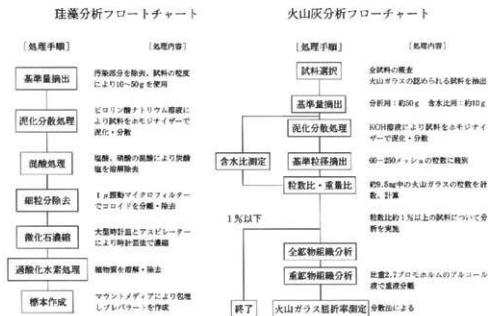 珪藻分析フロートチャート
［処理手順］
［処理内容］
基準量摘出
汚染部分を除去、試料の粒度
により10～50gを使用
泥化分散処理
ピロリン酸ナトリウム溶液に
より試料をホモジナイザーで
泥化・分散
混酸処理
塩酸、硝酸の混酸により炭酸
塩を溶解除去
細粒分除去
1μ振動マイクロフィルター
でコロイドを分離・除去
微化石濃縮
大型時計皿とアスピレーター
により時計皿法で濃縮
過酸化水素処理
植物質を溶解・除去
標本作成
マウントメディアにより包埋
しプレパラートを作成
火山灰分析フローチャート
［処理手順］
［処理内容］
試料選択
全試料の概査
火山ガラスの認められる試料を抽出
基準量摘出
分析用：約50g 含水比用：約10g
泥化分散処理
KOH溶液により試料をホモジナイ
ザーで泥化・分散
含水比測定
基準粒径摘出
60～250メッシュの粒数に種別
粒数比・重量比
約9.5mg中の火山ガラスの粒数を計
数、計算
1％以下
粒数比約1％以上の試料について分
析を実施
全鉱物組織分析
重鉱物組織分析
比重2.7ブロモホルムのアルコール
液で重液分離
終了
火山ガラス屈折率測定
分散法による